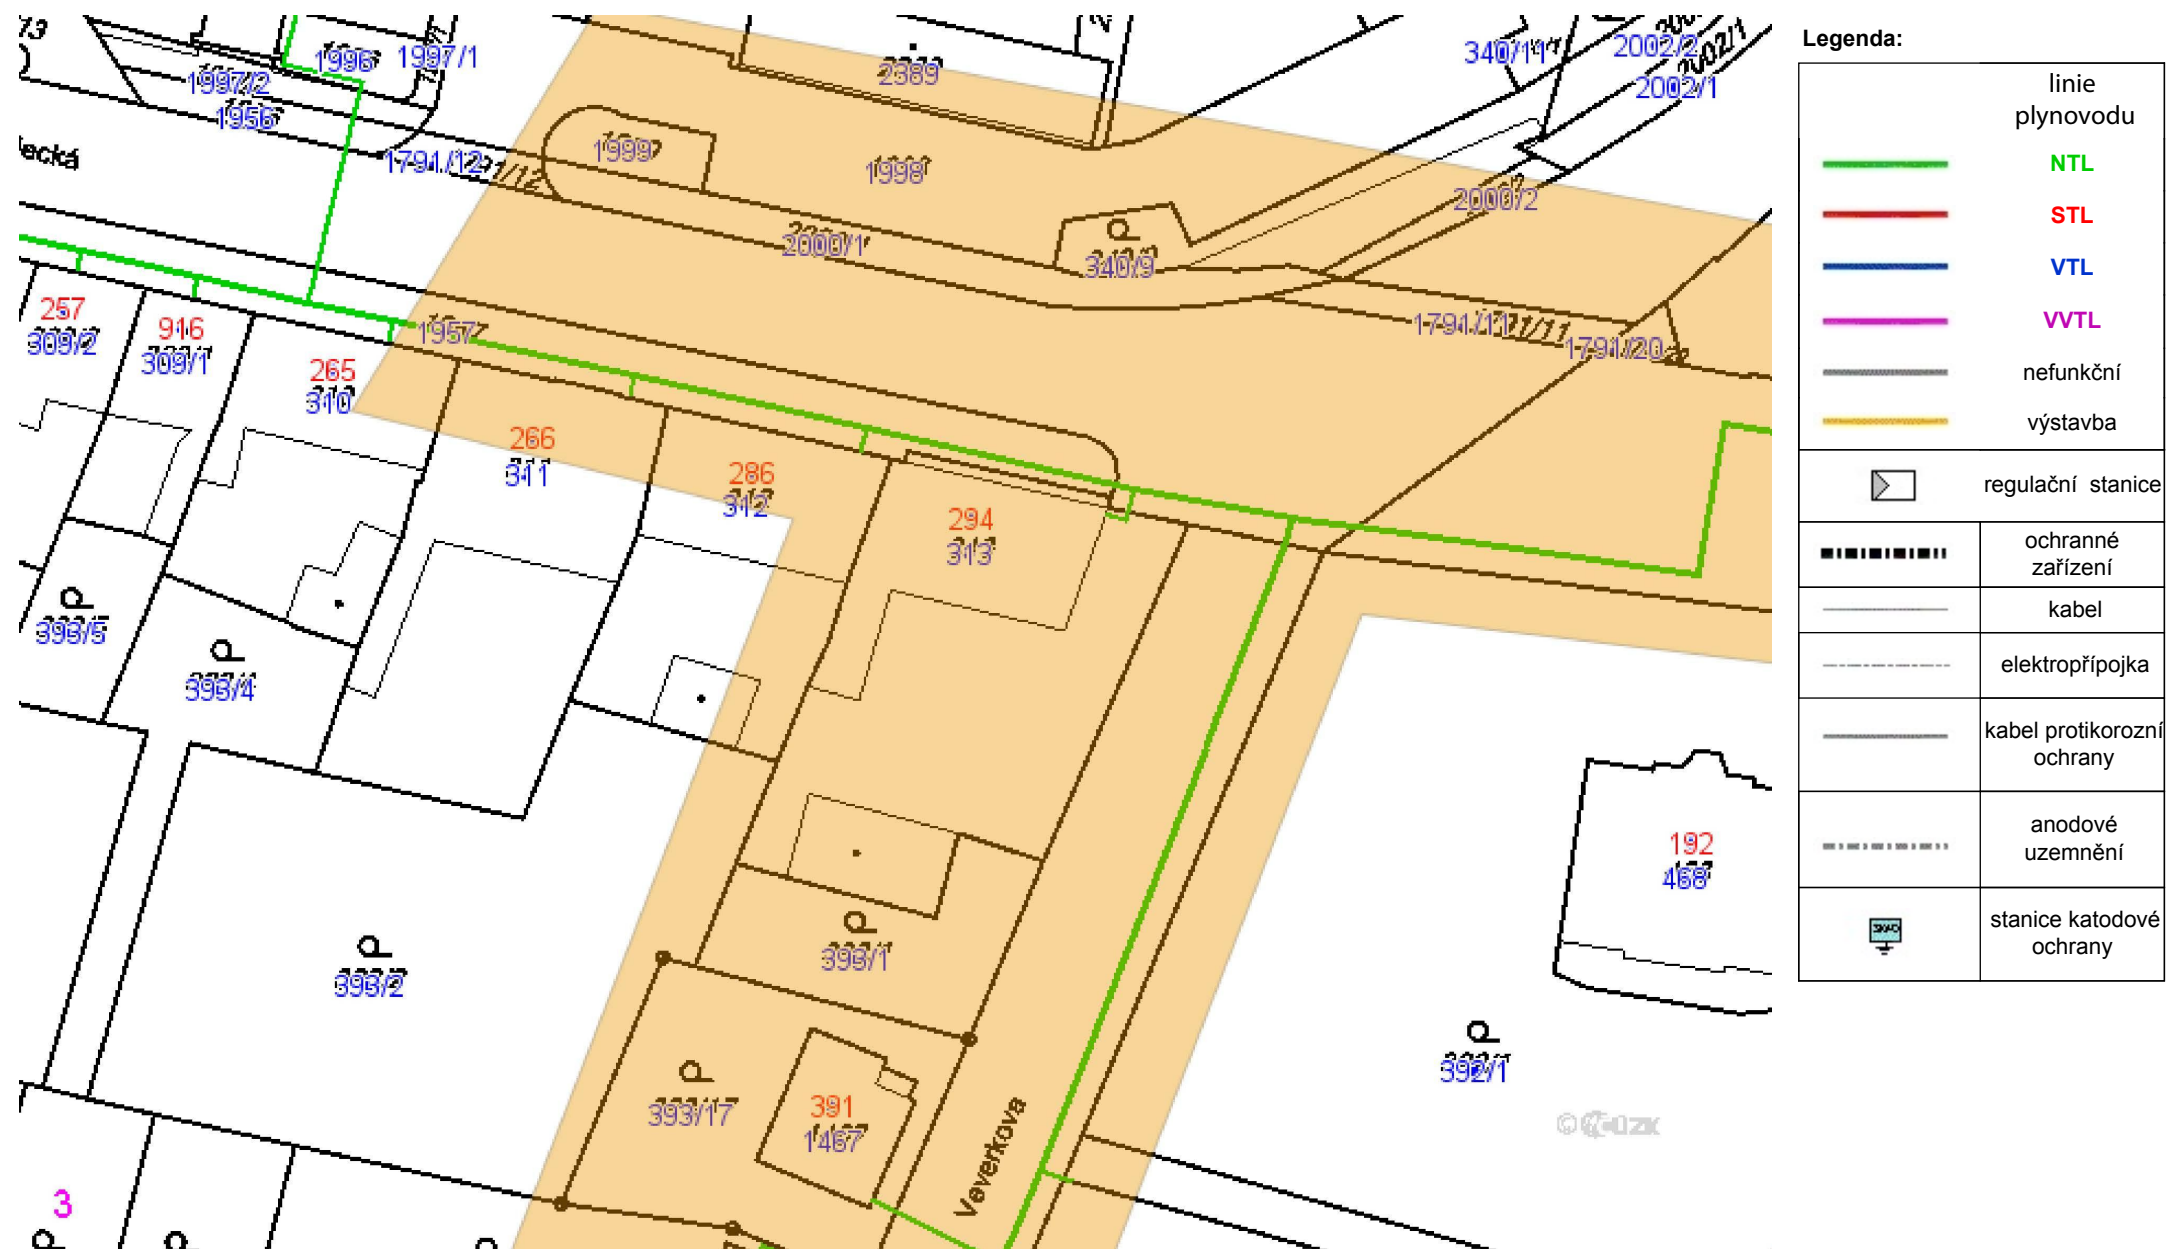 1996
1997/1
1997/2
1956
1791/12
2389
340/11
2002/2
2002/1
1999
1998
2000/2
2000/1
340/9
1957
1791/11
1791/20
257
309/2
916
309/1
265
310
266
311
286
312
294
313
393/5
393/4
393/2
393/1
393/17
391
1467
Veverkova
192
468
392/1
3
Legenda:
linie
plynovodu
NTL
STL
VTL
VVTL
nefunkční
výstavba
regulační stanice
ochranné
zařízení
kabel
elektropřípojka
kabel protikorozní
ochrany
anodové
uzemnění
stanice katodové
ochrany